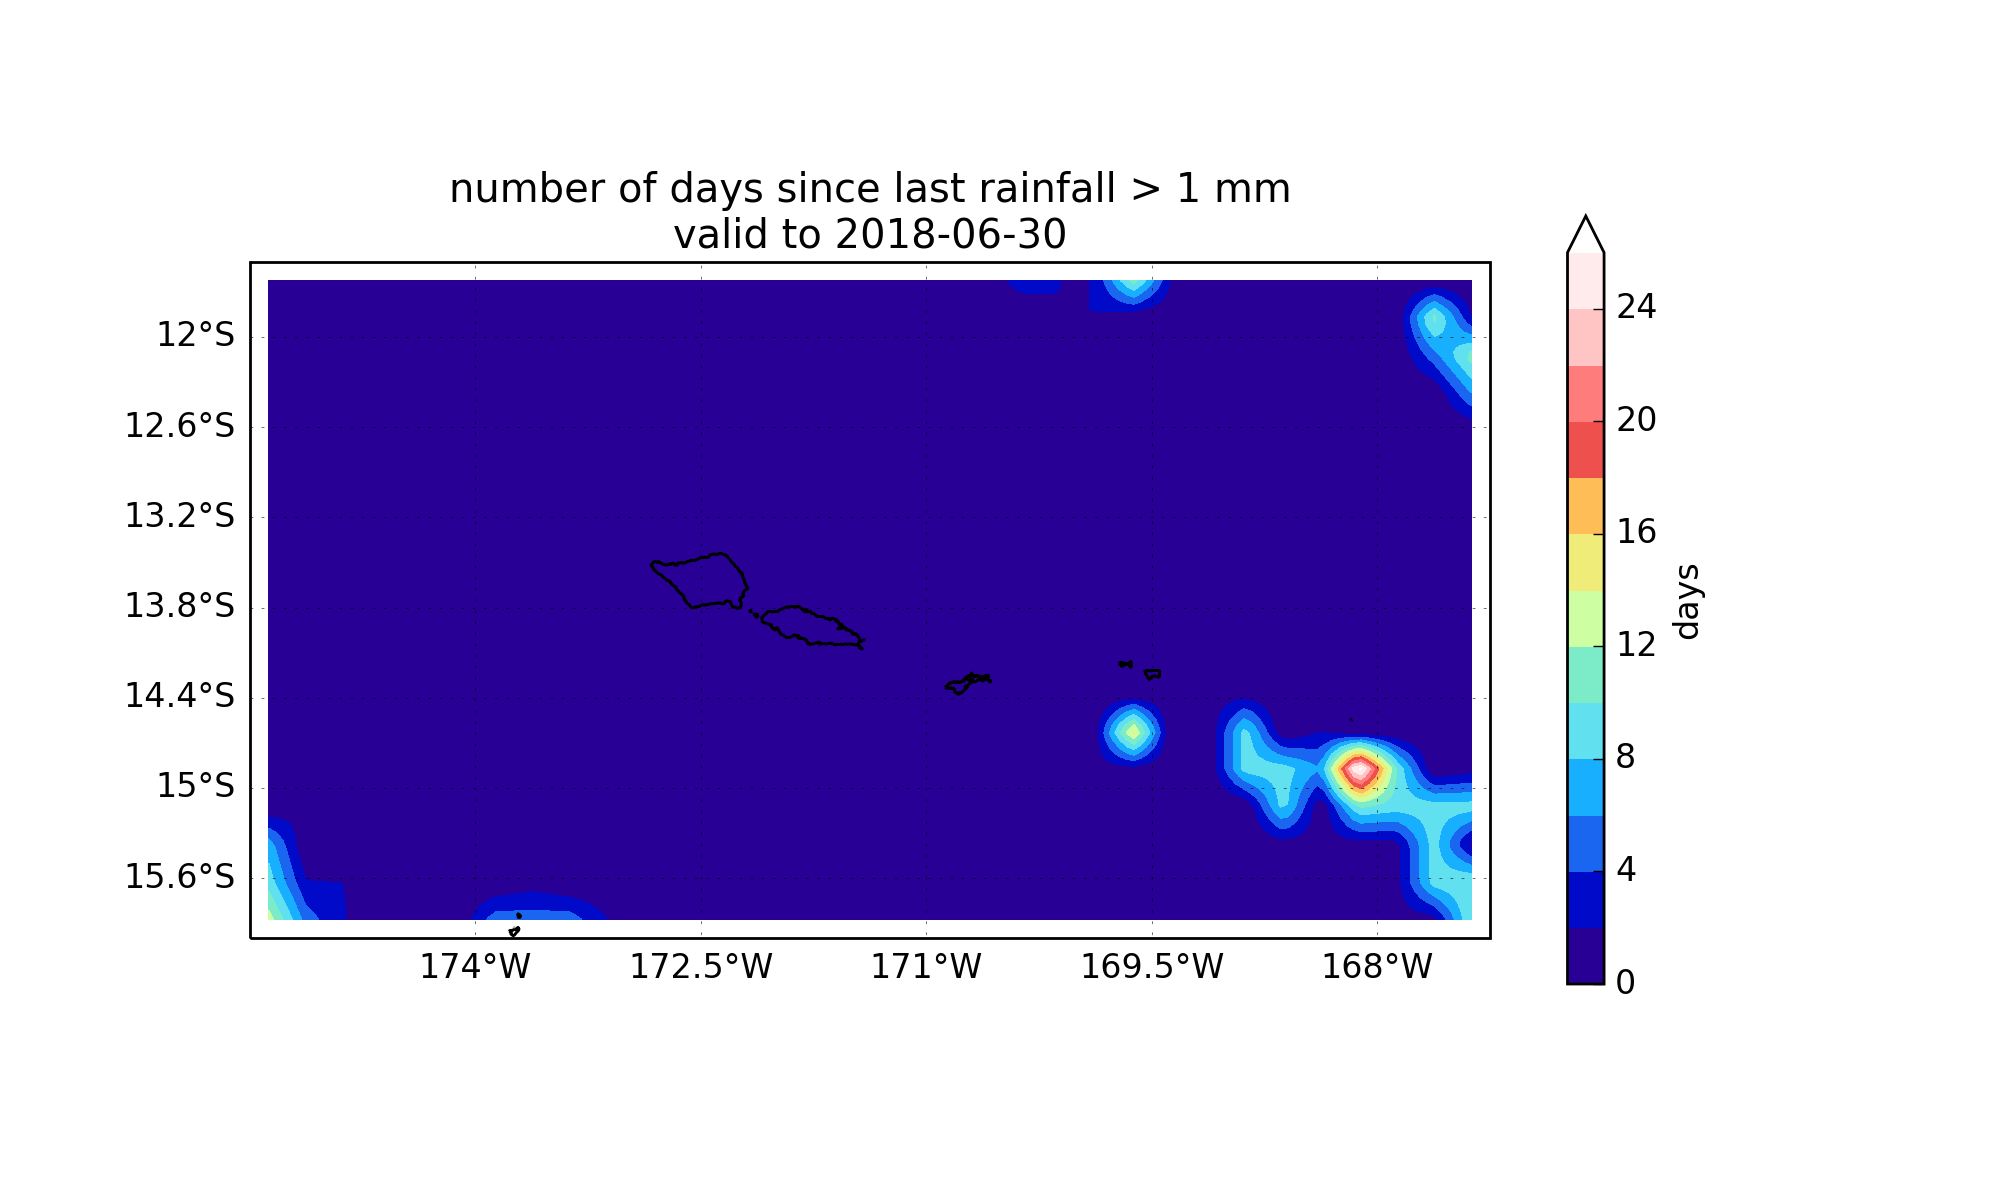 number of days since last rainfall > 1 mm
valid to 2018-06-30
12°S
12.6°S
13.2°S
13.8°S
14.4°S
15°S
15.6°S
174°W
172.5°W
171°W
169.5°W
168°W
24
20
16
12
8
4
0
days